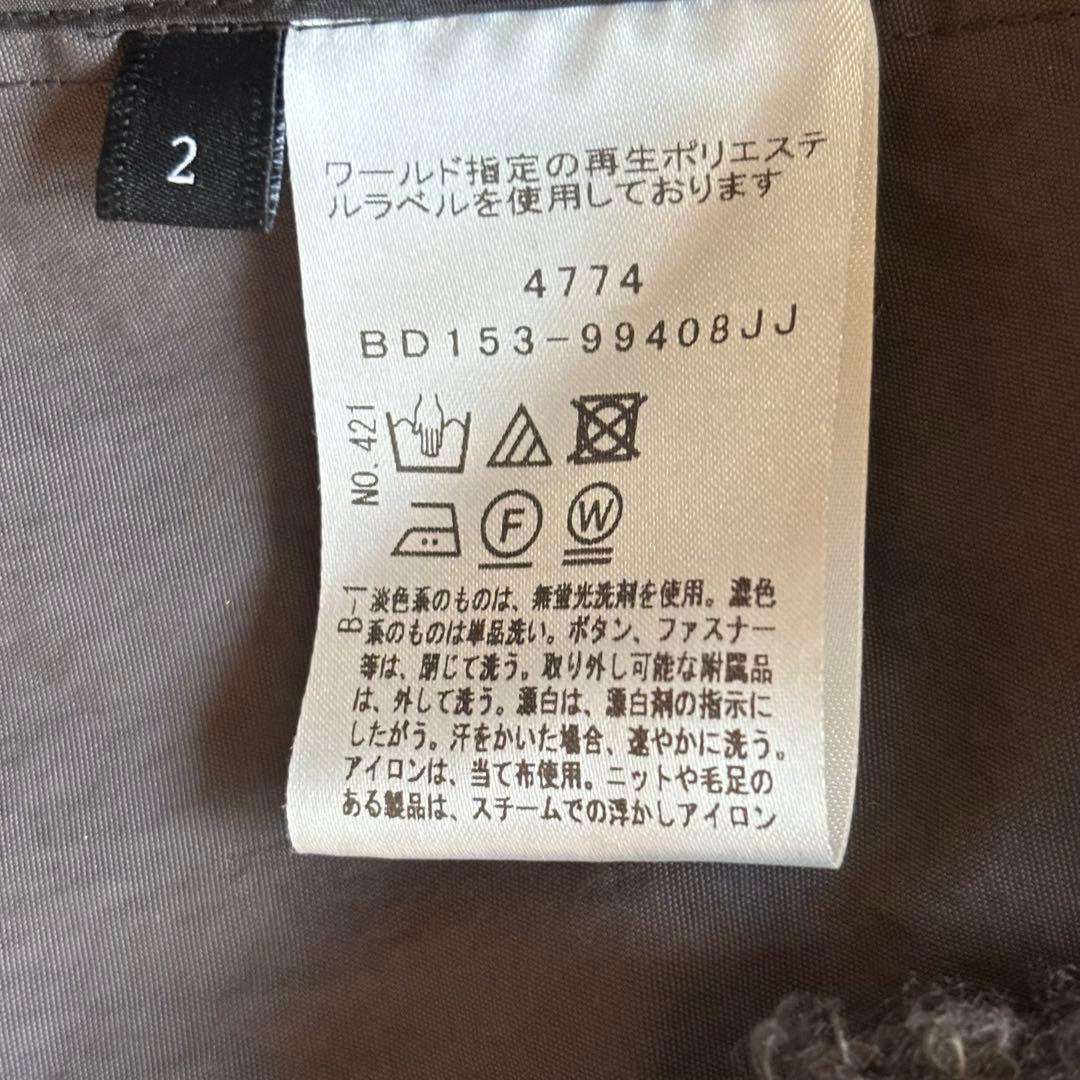 2
ワールド指定の再生ポリエステ
ルラベルを使用しております
4774
BD153-99408JJ
NO.421
F
W
B-1
淡色系のものは、無蛍光洗剤を使用。濃色
系のものは単品洗い。ボタン、ファスナー
等は、閉じて洗う。取り外し可能な附属品
は、外して洗う。漂白は、漂白剤の指示に
したがう。汗をかいた場合、速やかに洗う。
アイロンは、当て布使用。ニットや毛足の
ある製品は、スチームでの浮かしアイロン